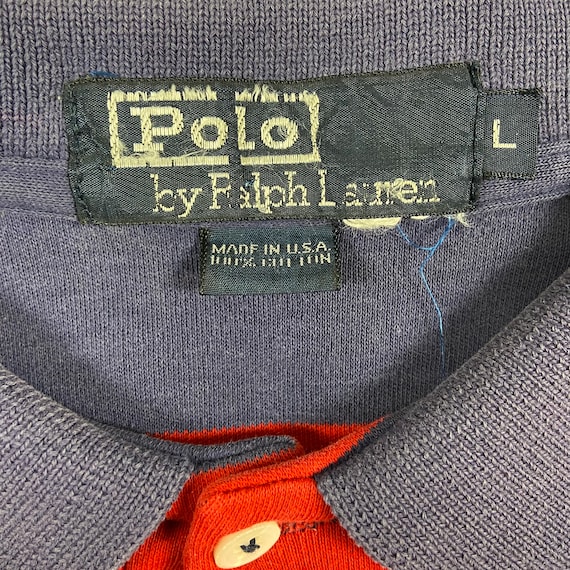 Polo
by Ralph Lauren
L
MADE IN U.S.A.
100% COTTON